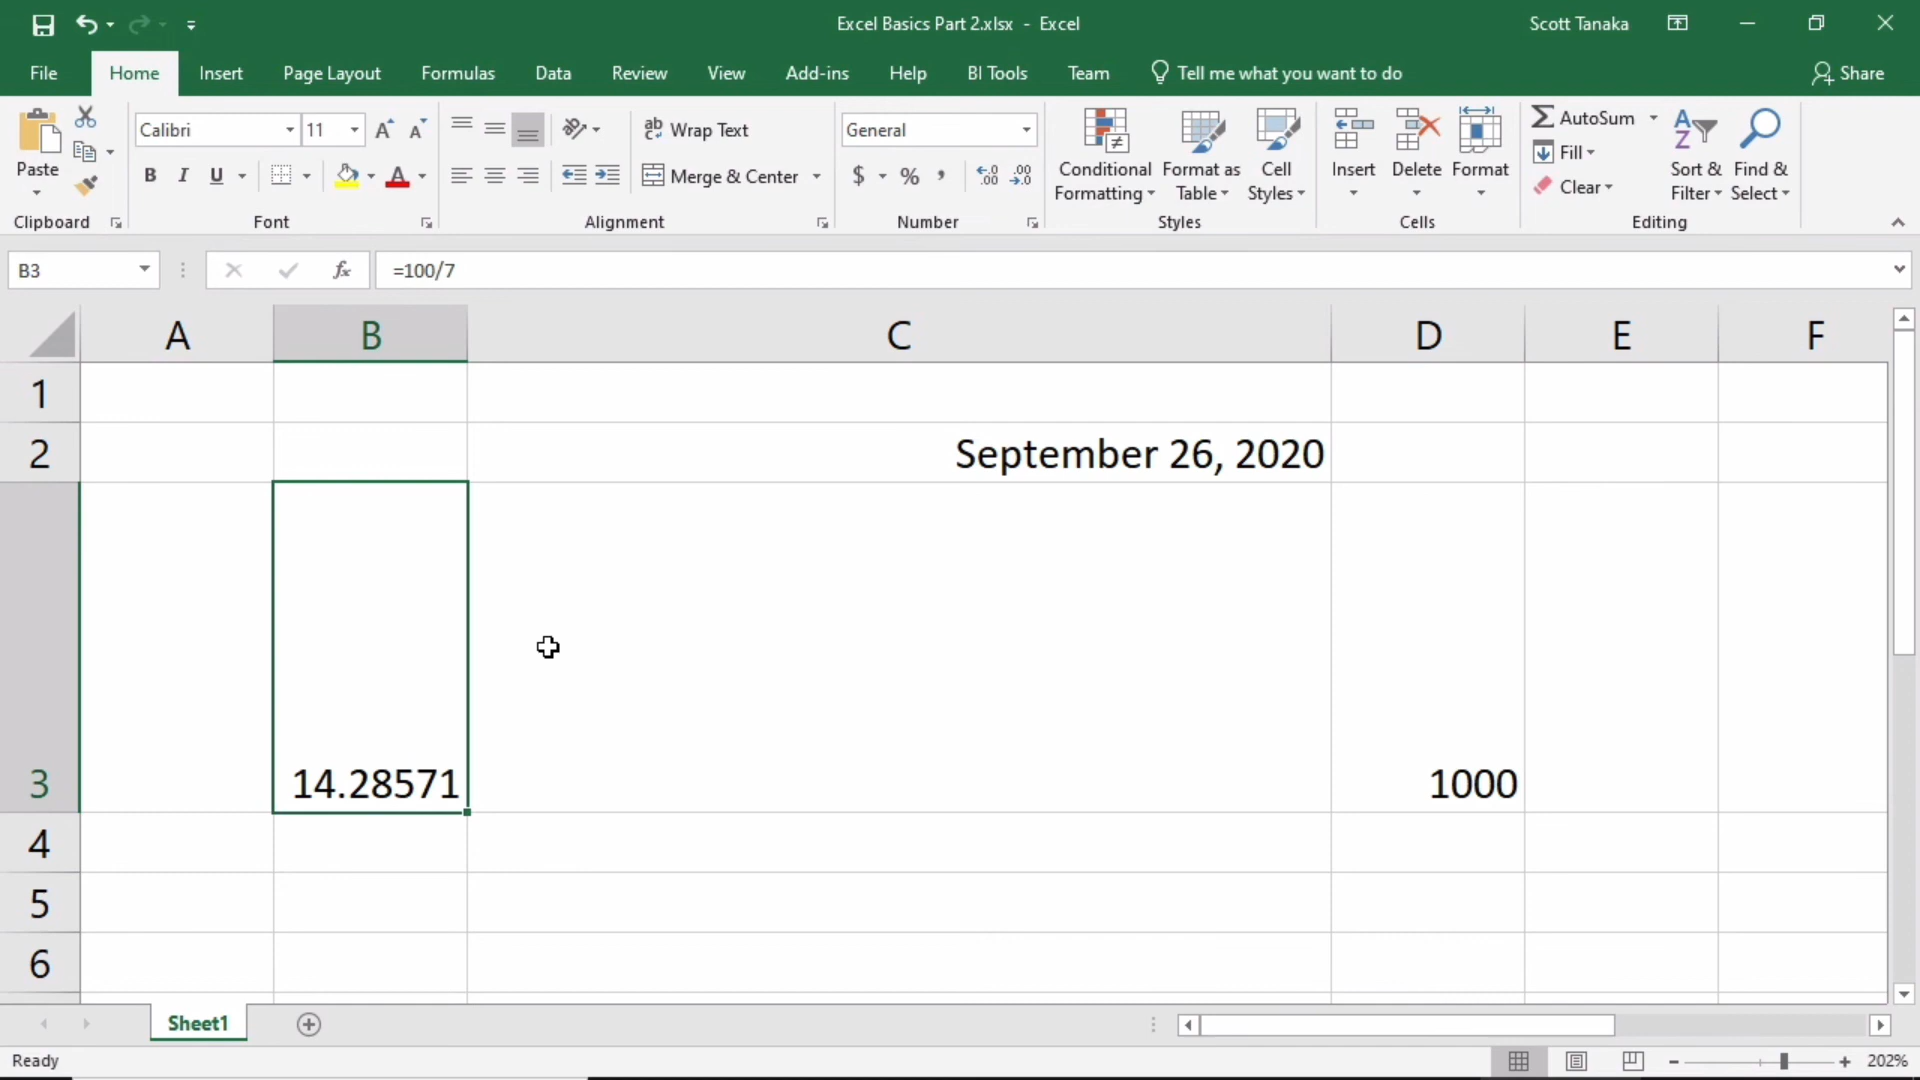 Excel Basics Part 2.xlsx - Excel
Scott Tanaka
File Home Insert Page Layout Formulas Data Review View Add-ins Help BI Tools Team Tell me what you want to do Share
Calibri 11 Wrap Text General AutoSum
Paste Conditional Format as Cell Insert Delete Format Fill Sort & Find &
B I U Merge & Center $ % , Formatting Table Styles Clear Filter Select
Clipboard Font Alignment Number Styles Cells Editing
B3 fx =100/7
A B C D E F
1
2 September 26, 2020
3 14.28571 1000
4
5
6
Sheet1
Ready 202%